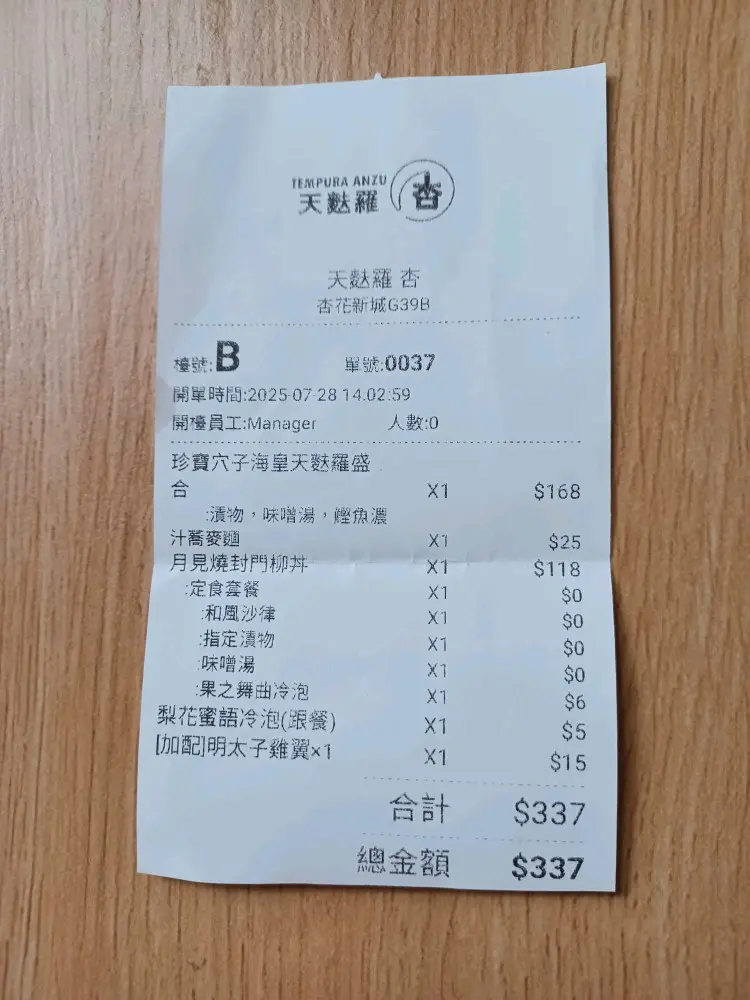 TEMPURA ANZU
天麩羅 杏
天麩羅 杏
杏花新城G39B
檯號:B 單號:0037
開單時間:2025-07-28 14:02:59
開檯員工:Manager 人數:0
珍寶穴子海皇天麩羅盛
合 X1 $168
:漬物,味噌湯,鰹魚濃
汁蕎麥麵 X1 $25
月見燒封門柳丼 X1 $118
:定食套餐 X1 $0
:和風沙律 X1 $0
:指定漬物 X1 $0
:味噌湯 X1 $0
:果之舞曲冷泡 X1 $6
梨花蜜語冷泡(跟餐) X1 $5
[加配]明太子雞翼×1 X1 $15
合計 $337
總金額 $337